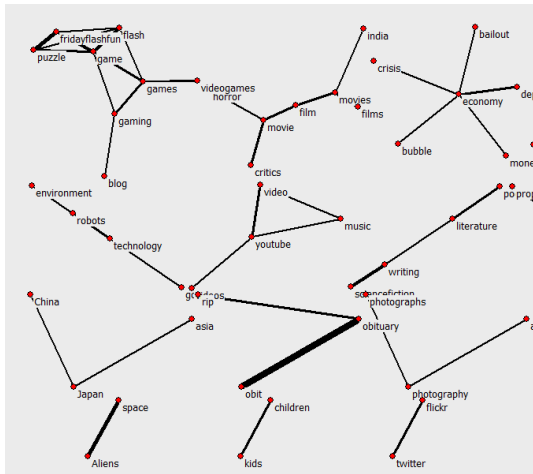 flash
india
bailout
fridayflashfun
puzzle
game
crisis
games
videogames
horror
movies
economy
film
films
gaming
movie
bubble
critics
blog
environment
video
robots
music
literature
technology
youtube
writing
rip
sciencefiction
China
photographs
asia
obituary
Japan
obit
photography
space
children
flickr
Aliens
kids
twitter